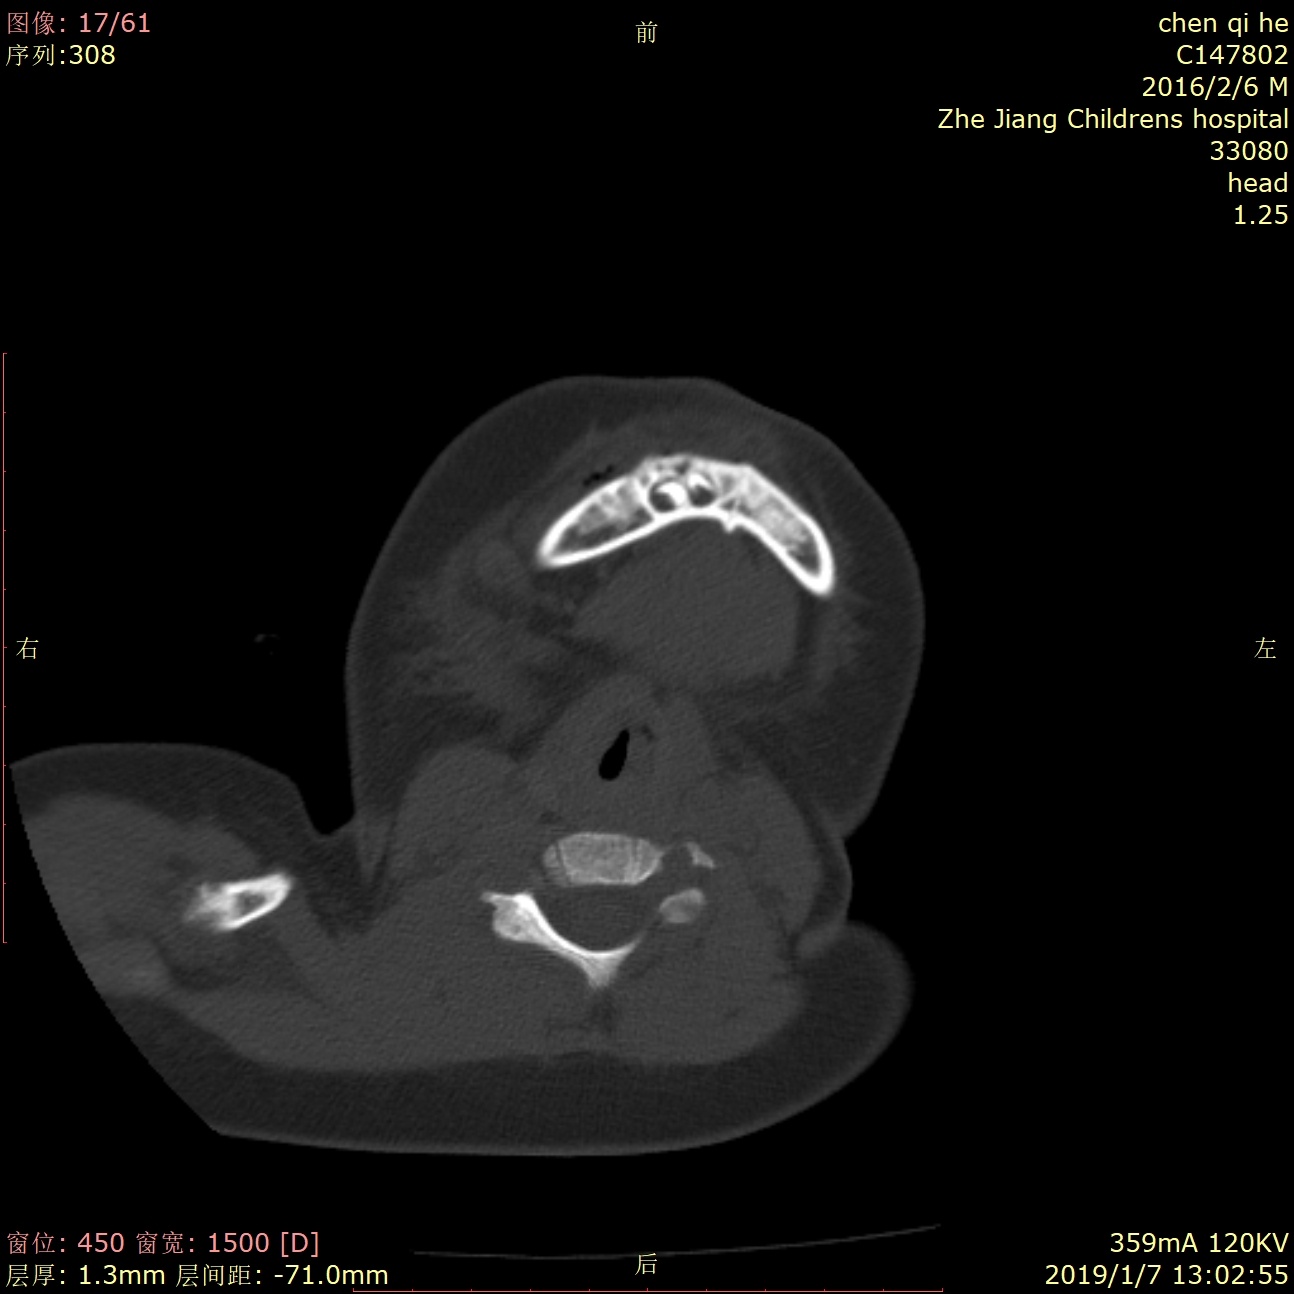 图像: 17/61
序列:308
前
chen qi he
C147802
2016/2/6 M
Zhe Jiang Childrens hospital
33080
head
1.25
右
左
窗位: 450 窗宽: 1500 [D]
层厚: 1.3mm 层间距: -71.0mm
后
359mA 120KV
2019/1/7 13:02:55